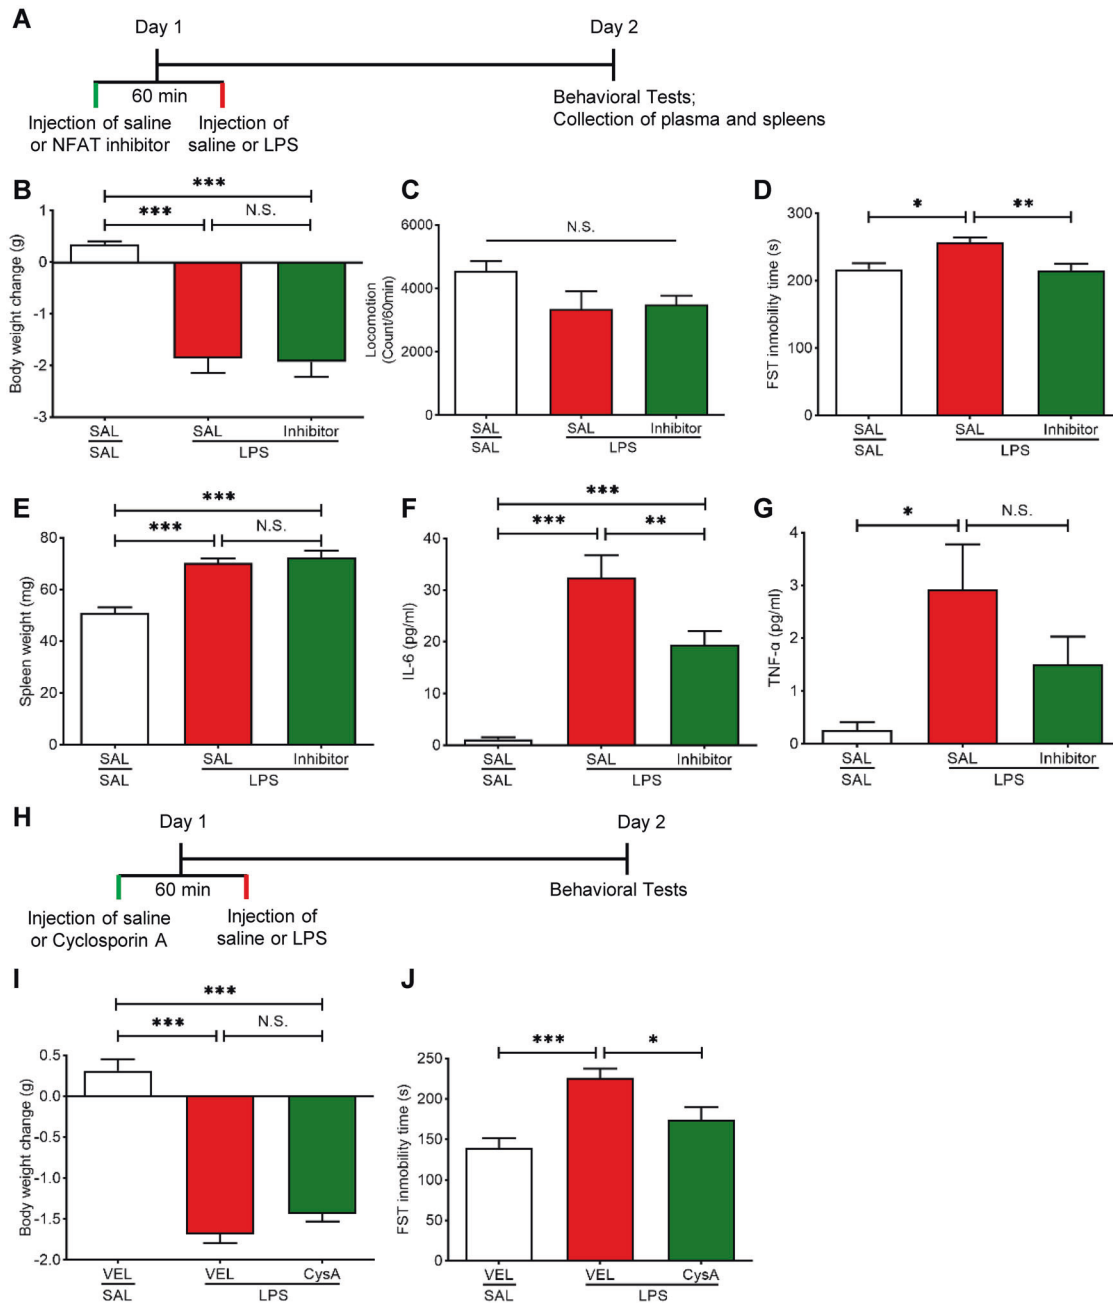 A
Day 1
Day 2
60 min
Injection of saline
or NFAT inhibitor
Injection of
saline or LPS
Behavioral Tests;
Collection of plasma and spleens
B
***
***
N.S.
Body weight change (g)
1
0
-1
-2
-3
SAL
SAL
Inhibitor
SAL
LPS
C
N.S.
Locomotion
(Count/60min)
6000
4000
2000
0
SAL
SAL
Inhibitor
SAL
LPS
D
*
**
FST inmobility time (s)
300
200
100
0
SAL
SAL
Inhibitor
SAL
LPS
E
***
***
N.S.
Spleen weight (mg)
80
60
40
20
0
SAL
SAL
Inhibitor
SAL
LPS
F
***
***
**
IL-6 (pg/ml)
40
30
20
10
0
SAL
SAL
Inhibitor
SAL
LPS
G
*
N.S.
TNF-α (pg/ml)
4
3
2
1
0
SAL
SAL
Inhibitor
SAL
LPS
H
Day 1
Day 2
60 min
Injection of saline
or Cyclosporin A
Injection of
saline or LPS
Behavioral Tests
I
***
***
N.S.
Body weight change (g)
0.5
0.0
-0.5
-1.0
-1.5
-2.0
VEL
VEL
CysA
SAL
LPS
J
***
*
FST inmobility time (s)
250
200
150
100
50
0
VEL
VEL
CysA
SAL
LPS